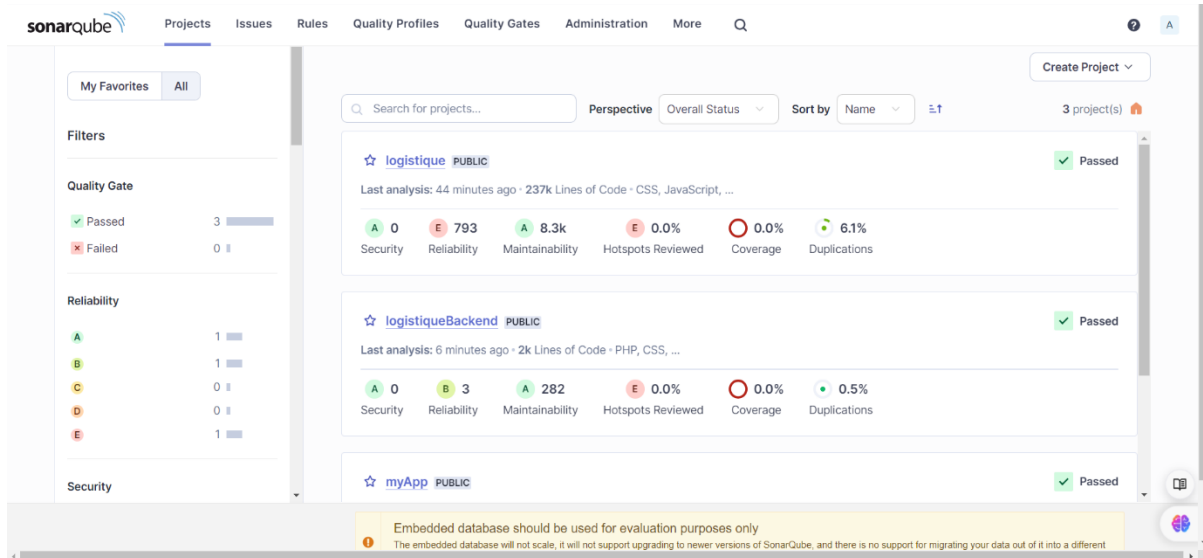 sonarqube Projects Issues Rules Quality Profiles Quality Gates Administration More A
My Favorites All
Create Project
Search for projects... Perspective Overall Status Sort by Name 3 project(s)
Filters
Quality Gate
Passed 3
Failed 0
Reliability
A 1
B 1
C 0
D 0
E 1
Security
logistique PUBLIC Passed
Last analysis: 44 minutes ago • 237k Lines of Code • CSS, JavaScript, ...
A 0 E 793 A 8.3k E 0.0% 0.0% 6.1%
Security Reliability Maintainability Hotspots Reviewed Coverage Duplications
logistiqueBackend PUBLIC Passed
Last analysis: 6 minutes ago • 2k Lines of Code • PHP, CSS, ...
A 0 B 3 A 282 E 0.0% 0.0% 0.5%
Security Reliability Maintainability Hotspots Reviewed Coverage Duplications
myApp PUBLIC Passed
Embedded database should be used for evaluation purposes only
The embedded database will not scale, it will not support upgrading to newer versions of SonarQube, and there is no support for migrating your data out of it into a different